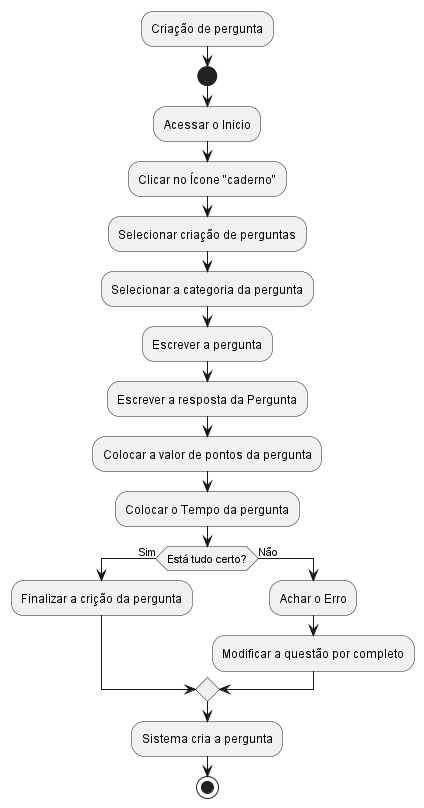 Criação de pergunta
Acessar o Inicio
Clicar no Ícone "caderno"
Selecionar criação de perguntas
Selecionar a categoria da pergunta
Escrever a pergunta
Escrever a resposta da Pergunta
Colocar a valor de pontos da pergunta
Colocar o Tempo da pergunta
Sim
Está tudo certo?
Não
Finalizar a crição da pergunta
Achar o Erro
Modificar a questão por completo
Sistema cria a pergunta